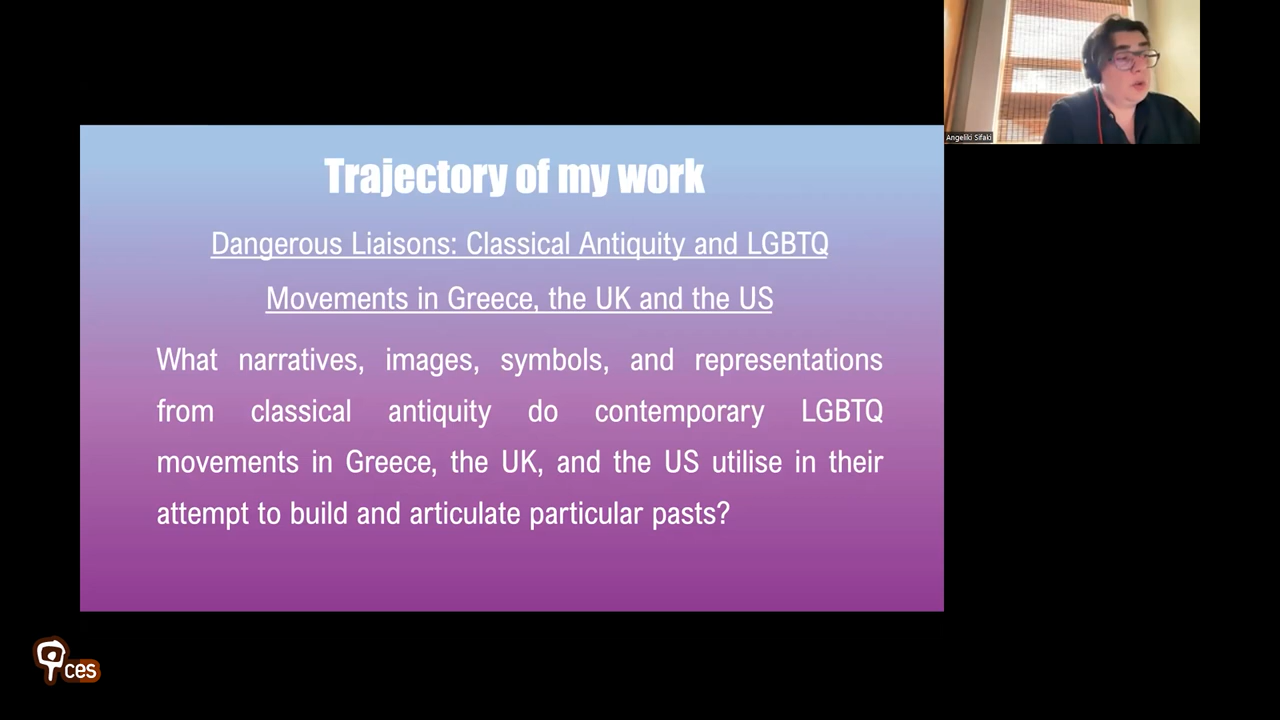 Angeliki Sifaki
Trajectory of my work
Dangerous Liaisons: Classical Antiquity and LGBTQ
Movements in Greece, the UK and the US
What narratives, images, symbols, and representations
from classical antiquity do contemporary LGBTQ
movements in Greece, the UK, and the US utilise in their
attempt to build and articulate particular pasts?
ces